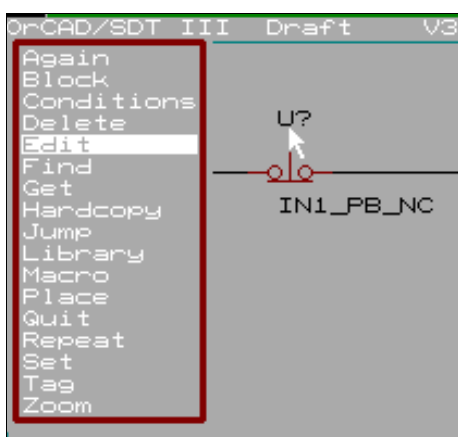 OrCAD/SDT III Draft V3
Again
Block
Conditions
Delete
Edit
Find
Get
Hardcopy
Jump
Library
Macro
Place
Quit
Repeat
Set
Tag
Zoom
U?
IN1_PB_NC